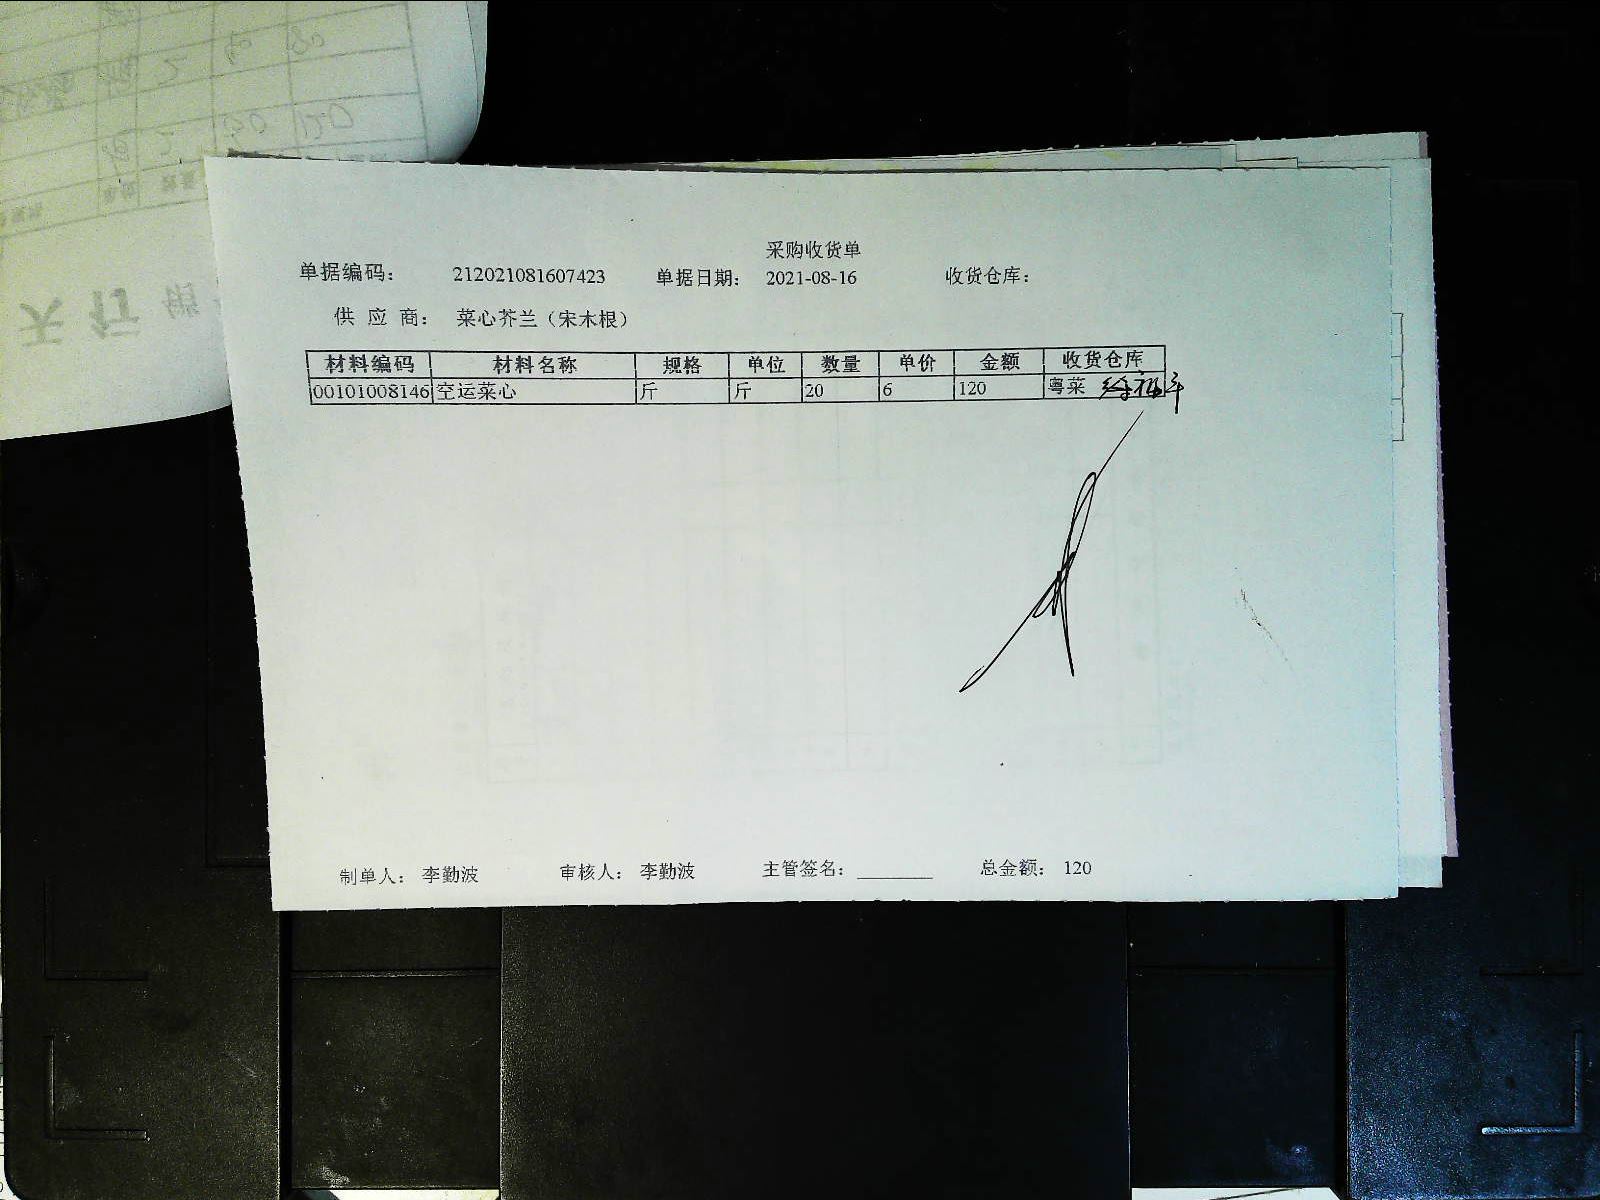 采购收货单
单据编码： 212021081607423 单据日期： 2021-08-16 收货仓库：
供 应 商： 菜心芥兰（宋木根）
材料编码 材料名称 规格 单位 数量 单价 金额 收货仓库
00101008146 空运菜心 斤 斤 20 6 120 粤菜
制单人： 李勤波 审核人： 李勤波 主管签名： 总金额： 120
天行